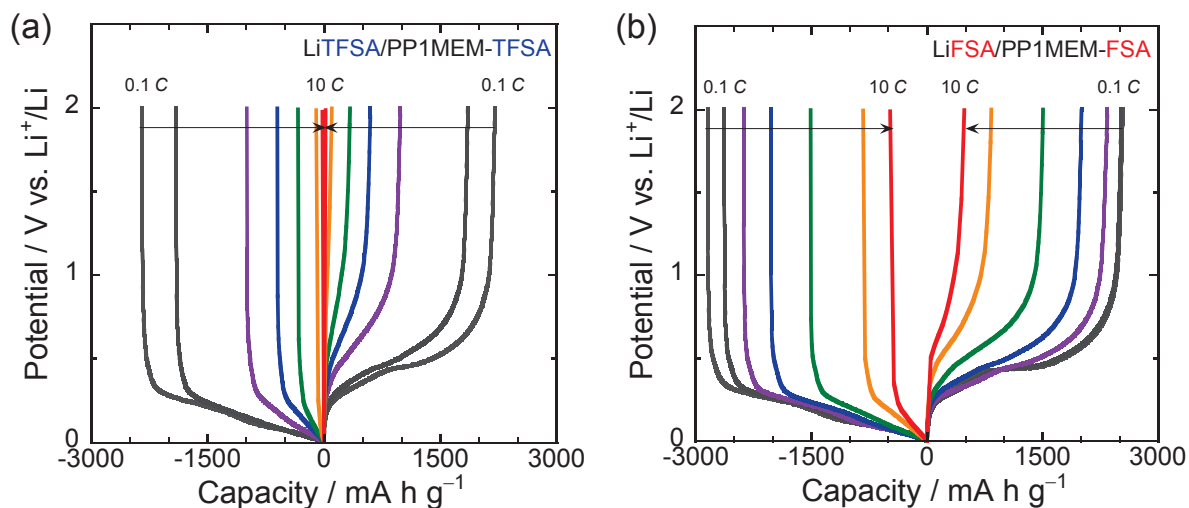 (a)
LiTFSA/PP1MEM-TFSA
0.1 C 10 C 0.1 C
2
1
0
Potential / V vs. Li⁺/Li
-3000 -1500 0 1500 3000
Capacity / mA h g⁻¹
(b)
LiFSA/PP1MEM-FSA
0.1 C 10 C 10 C 0.1 C
2
1
0
Potential / V vs. Li⁺/Li
-3000 -1500 0 1500 3000
Capacity / mA h g⁻¹